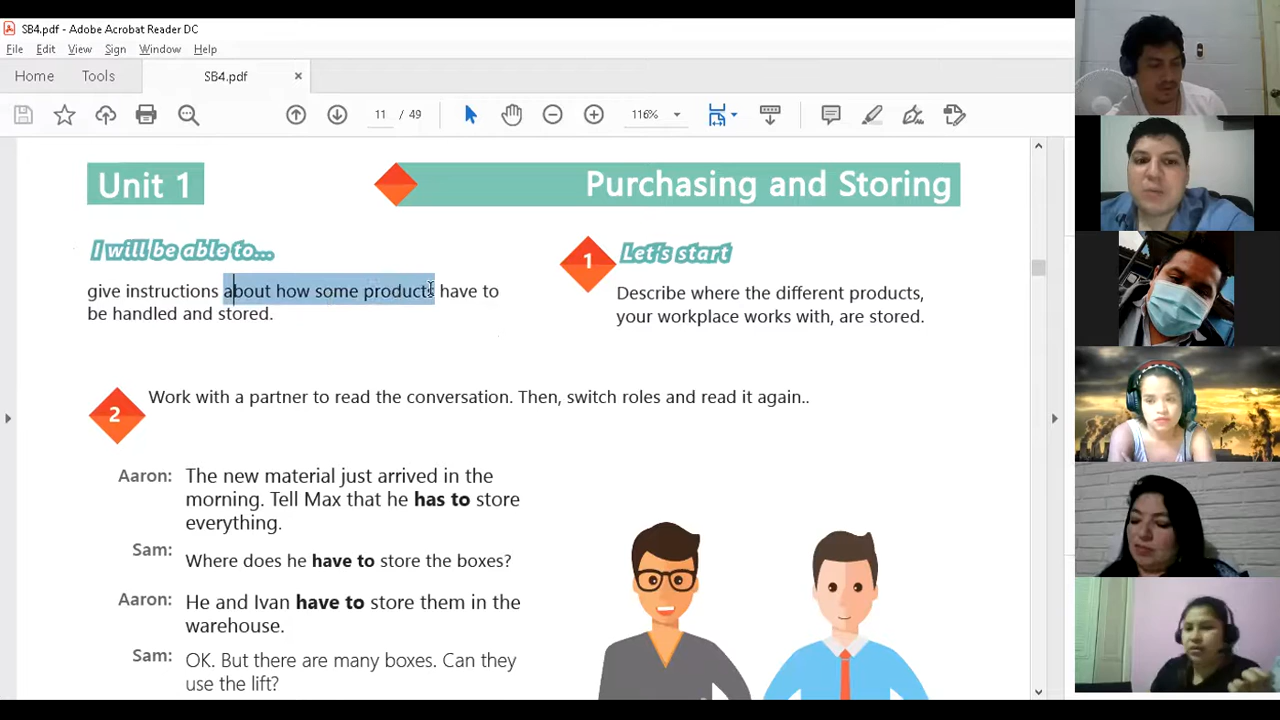 SB4.pdf - Adobe Acrobat Reader DC
File Edit View Sign Window Help
Home Tools SB4.pdf ×
11 / 49 116%
Unit 1 Purchasing and Storing
I will be able to...
give instructions about how some products have to
be handled and stored.
1 Let's start
Describe where the different products,
your workplace works with, are stored.
2 Work with a partner to read the conversation. Then, switch roles and read it again..
Aaron: The new material just arrived in the
morning. Tell Max that he has to store
everything.
Sam: Where does he have to store the boxes?
Aaron: He and Ivan have to store them in the
warehouse.
Sam: OK. But there are many boxes. Can they
use the lift?